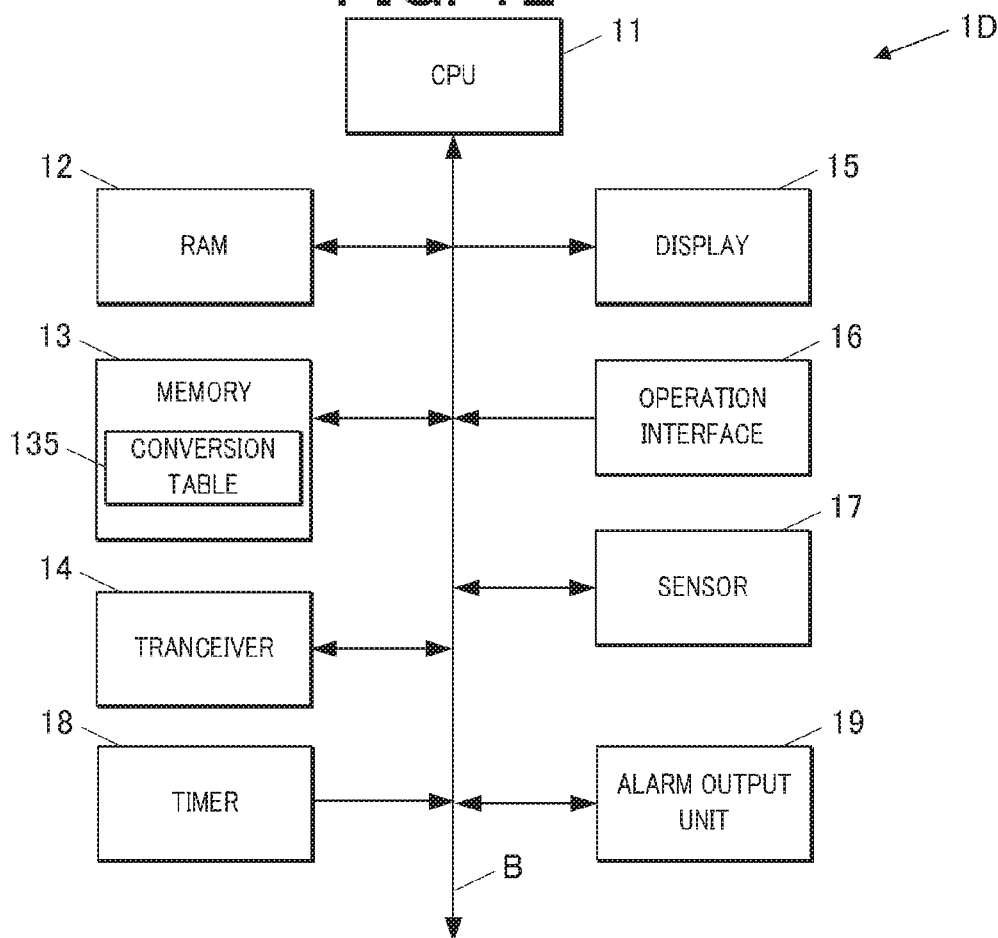 11
1D
CPU
12
15
RAM
DISPLAY
13
16
MEMORY
OPERATION
INTERFACE
135
CONVERSION
TABLE
17
14
SENSOR
TRANCEIVER
18
19
TIMER
ALARM OUTPUT
UNIT
B